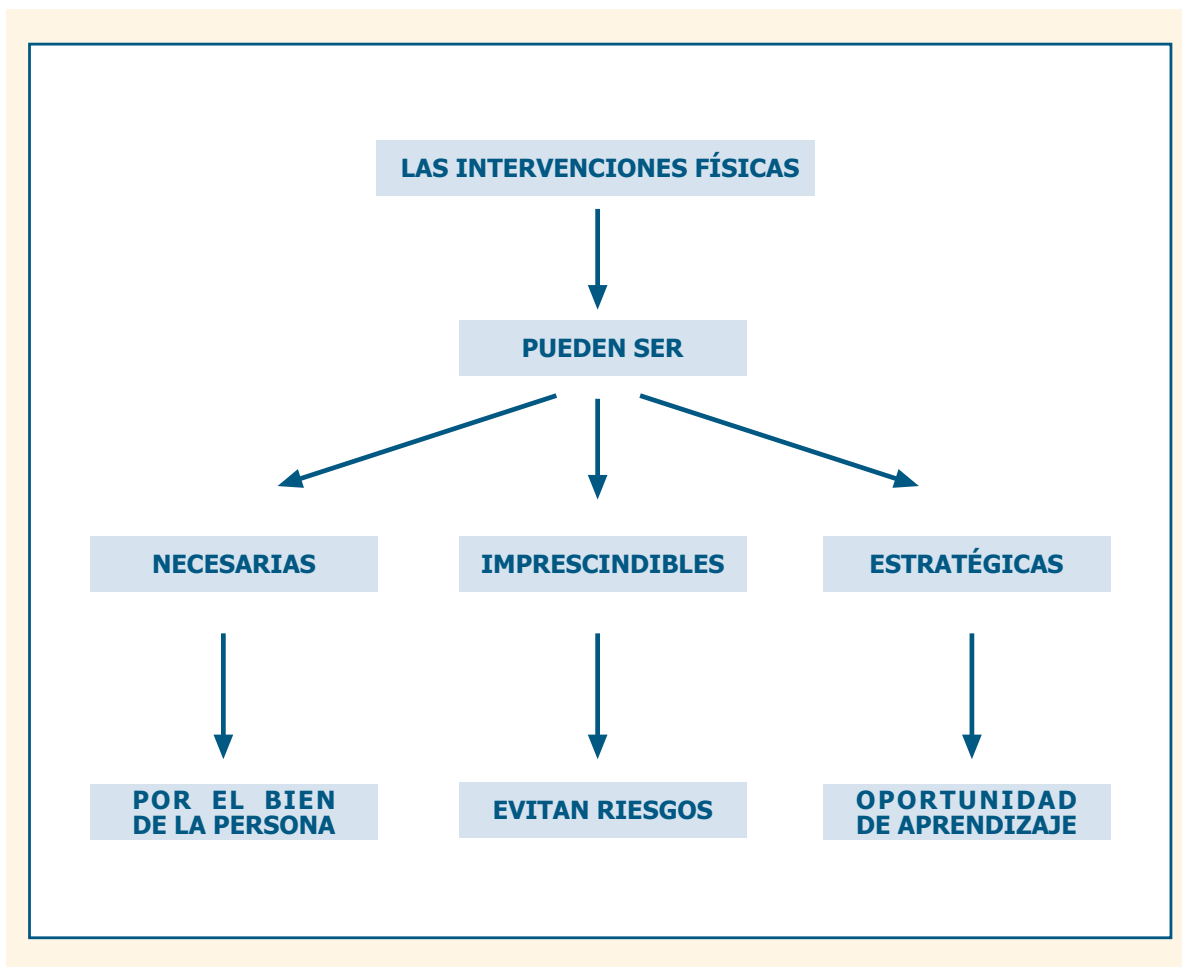 LAS INTERVENCIONES FÍSICAS
PUEDEN SER
NECESARIAS
IMPRESCINDIBLES
ESTRATÉGICAS
POR EL BIEN
DE LA PERSONA
EVITAN RIESGOS
OPORTUNIDAD
DE APRENDIZAJE